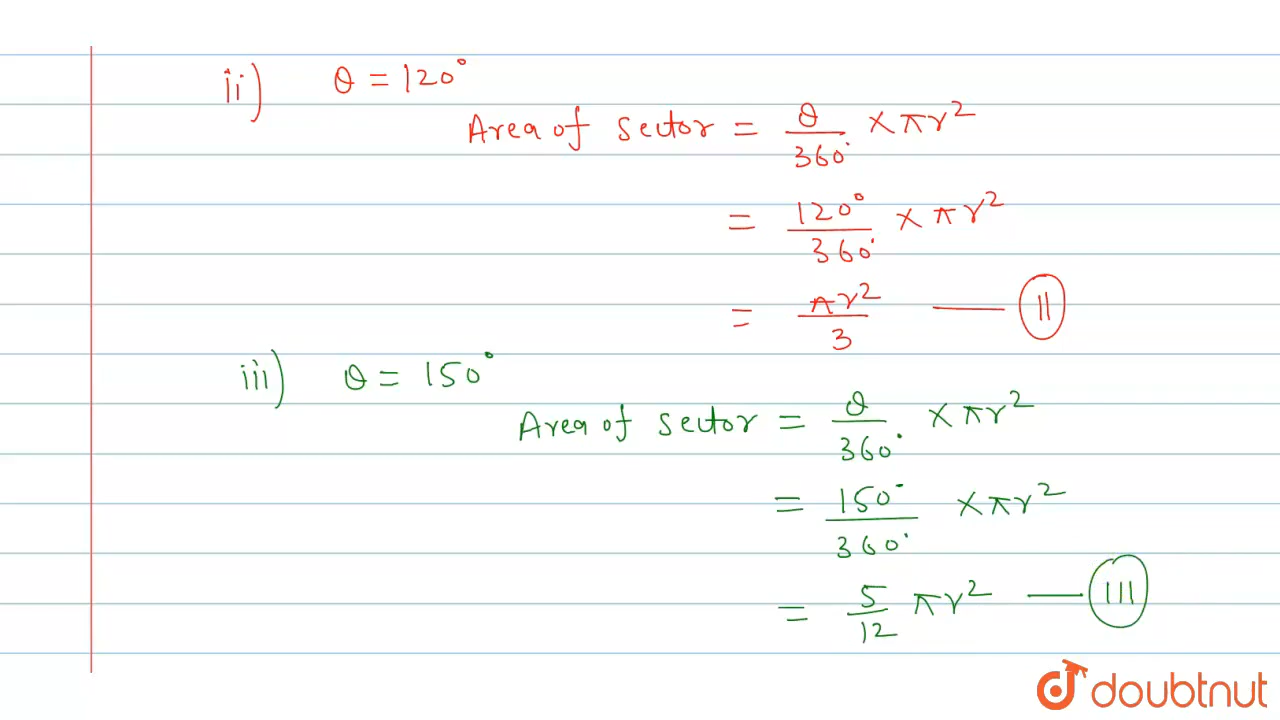 ii) θ = 120°
Area of sector = θ/360° × πr²
= 120°/360° × πr²
= πr²/3 —— II
iii) θ = 150°
Area of sector = θ/360° × πr²
= 150°/360° × πr²
= 5/12 πr² —— III
doubtnut